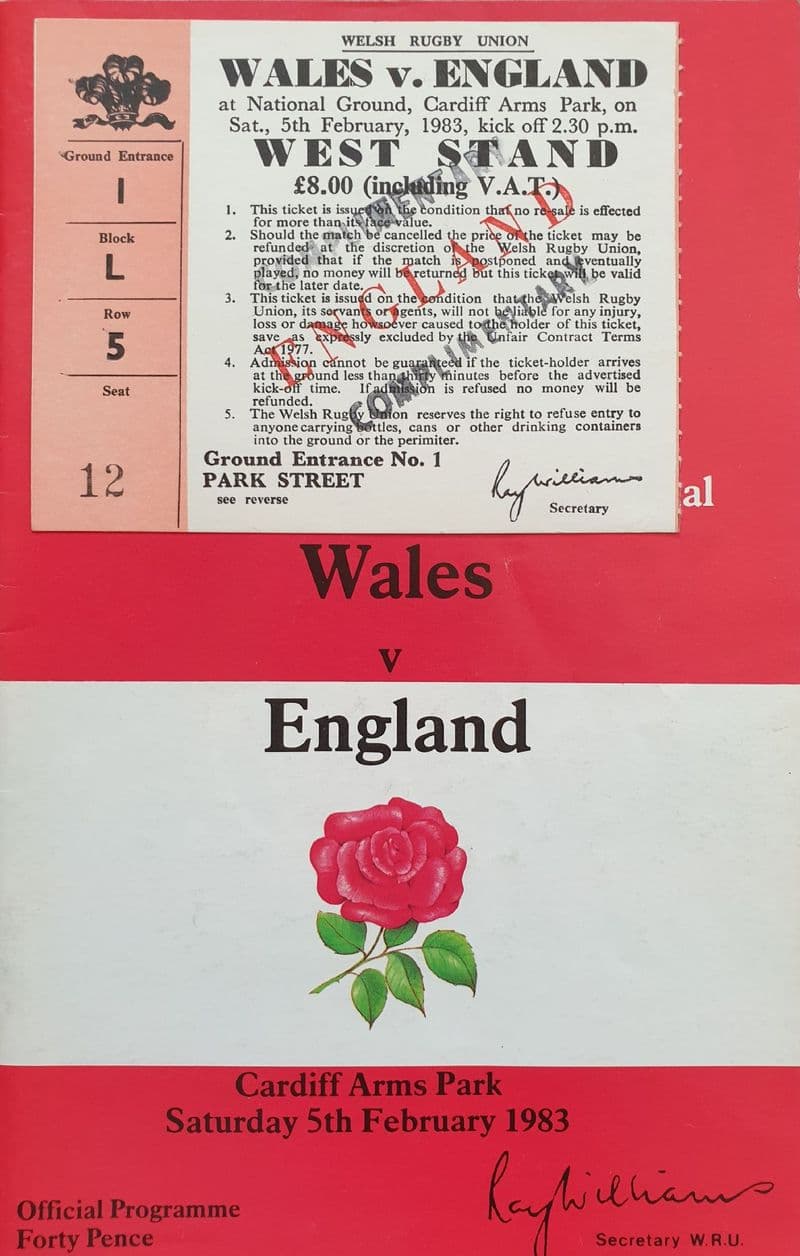 WELSH RUGBY UNION
WALES v. ENGLAND
at National Ground, Cardiff Arms Park, on
Sat., 5th February, 1983, kick off 2.30 p.m.
WEST STAND
£8.00 (including V.A.T.)
Ground Entrance
1
Block
L
Row
5
Seat
12
1. This ticket is issued on the condition that no re-sale is effected
for more than its face value.
2. Should the match be cancelled the price of the ticket may be
refunded at the discretion of the Welsh Rugby Union,
provided that if the match is postponed and eventually
played, no money will be returned but this ticket will be valid
for the later date.
3. This ticket is issued on the condition that the Welsh Rugby
Union, its servants or agents, will not be liable for any injury,
loss or damage howsoever caused to the holder of this ticket,
save as expressly excluded by the Unfair Contract Terms
Act 1977.
4. Admission cannot be guaranteed if the ticket-holder arrives
at the ground less than thirty minutes before the advertised
kick-off time. If admission is refused no money will be
refunded.
5. The Welsh Rugby Union reserves the right to refuse entry to
anyone carrying bottles, cans or other drinking containers
into the ground or the perimiter.
COMPLIMENTARY
ENGLAND
COMPLIMENTARY
Ground Entrance No. 1
PARK STREET
see reverse
Ray Williams
Secretary
al
Wales
v
England
Cardiff Arms Park
Saturday 5th February 1983
Official Programme
Forty Pence
Ray Williams
Secretary W.R.U.